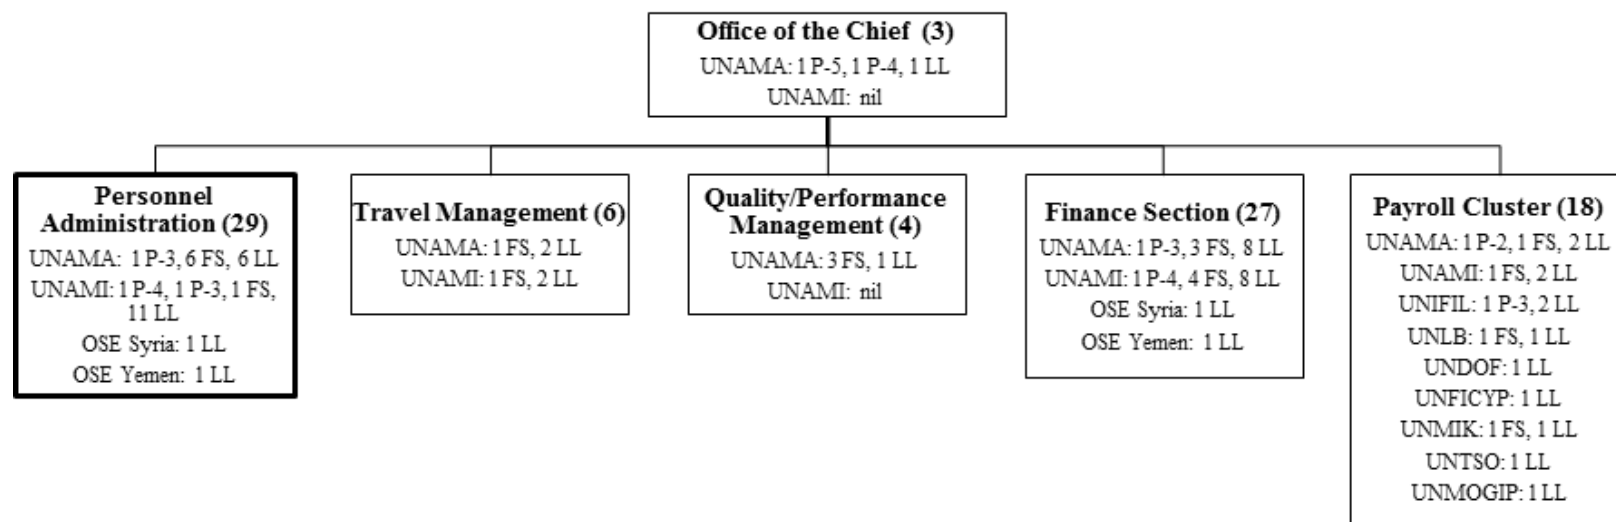 Office of the Chief (3)
UNAMA: 1 P-5, 1 P-4, 1 LL
UNAMI: nil
Personnel
Administration (29)
UNAMA: 1 P-3, 6 FS, 6 LL
UNAMI: 1 P-4, 1 P-3, 1 FS,
11 LL
OSE Syria: 1 LL
OSE Yemen: 1 LL
Travel Management (6)
UNAMA: 1 FS, 2 LL
UNAMI: 1 FS, 2 LL
Quality/Performance
Management (4)
UNAMA: 3 FS, 1 LL
UNAMI: nil
Finance Section (27)
UNAMA: 1 P-3, 3 FS, 8 LL
UNAMI: 1 P-4, 4 FS, 8 LL
OSE Syria: 1 LL
OSE Yemen: 1 LL
Payroll Cluster (18)
UNAMA: 1 P-2, 1 FS, 2 LL
UNAMI: 1 FS, 2 LL
UNIFIL: 1 P-3, 2 LL
UNLB: 1 FS, 1 LL
UNDOF: 1 LL
UNFICYP: 1 LL
UNMIK: 1 FS, 1 LL
UNTSO: 1 LL
UNMOGIP: 1 LL